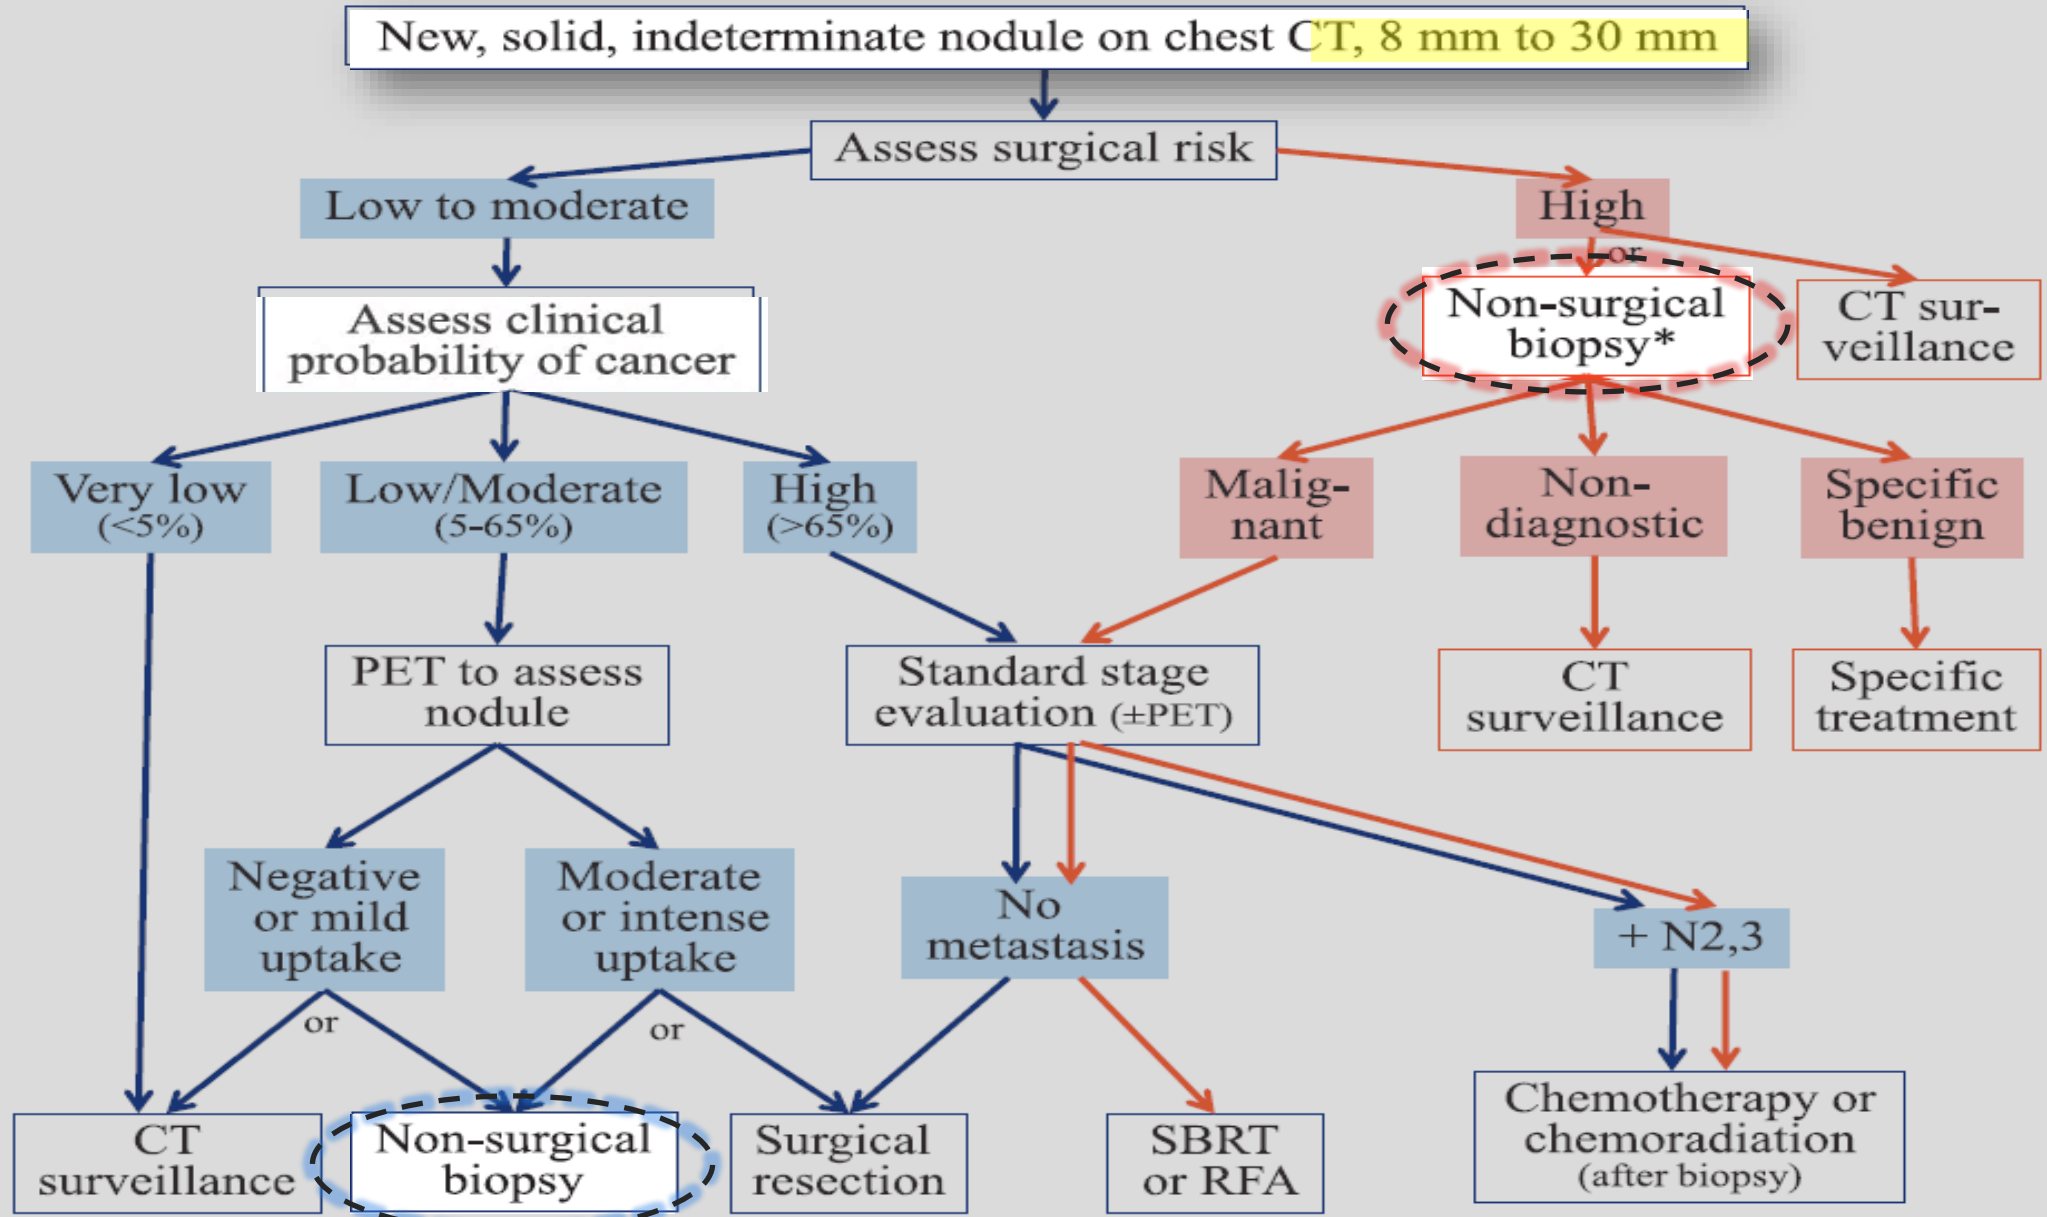 New, solid, indeterminate nodule on chest CT, 8 mm to 30 mm
Assess surgical risk
Low to moderate
High
or
Assess clinical
probability of cancer
Non-surgical
biopsy*
CT sur-
veillance
Very low
(<5%)
Low/Moderate
(5-65%)
High
(>65%)
Malig-
nant
Non-
diagnostic
Specific
benign
PET to assess
nodule
Standard stage
evaluation (±PET)
CT
surveillance
Specific
treatment
Negative
or mild
uptake
Moderate
or intense
uptake
No
metastasis
+ N2,3
or
or
CT
surveillance
Non-surgical
biopsy
Surgical
resection
SBRT
or RFA
Chemotherapy or
chemoradiation
(after biopsy)